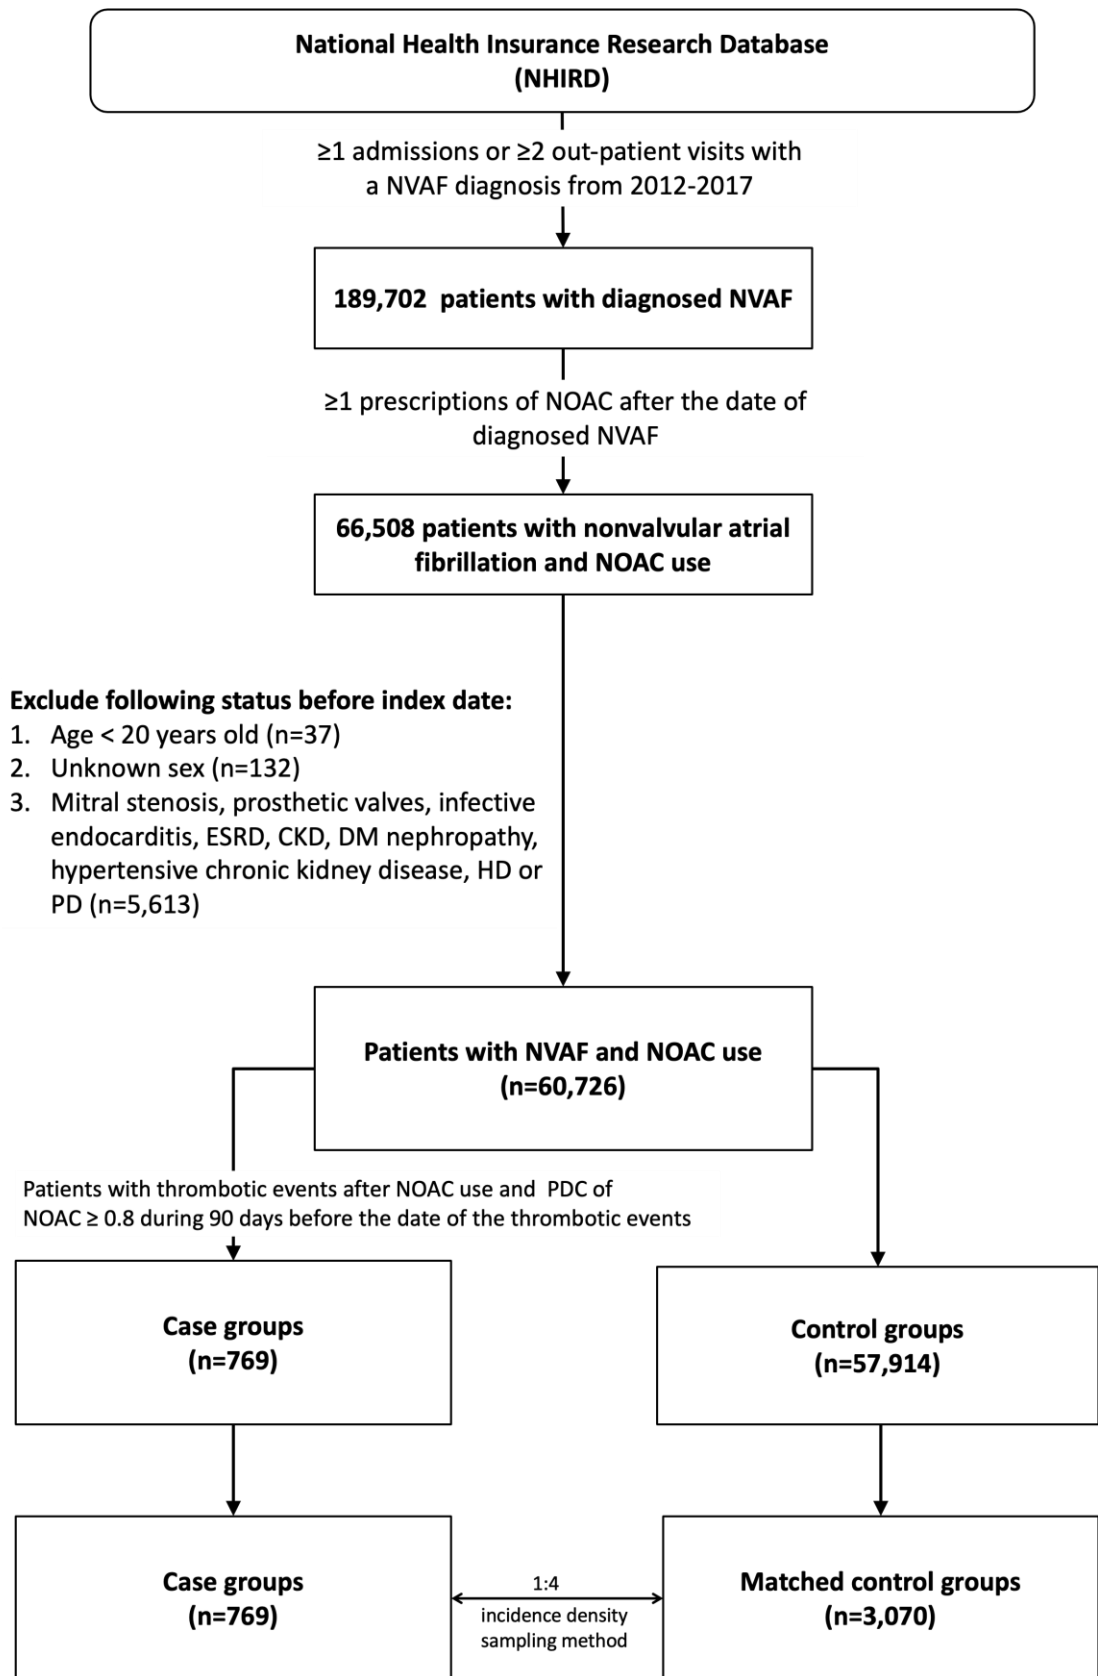 National Health Insurance Research Database
(NHIRD)
≥1 admissions or ≥2 out-patient visits with
a NVAF diagnosis from 2012-2017
189,702 patients with diagnosed NVAF
≥1 prescriptions of NOAC after the date of
diagnosed NVAF
66,508 patients with nonvalvular atrial
fibrillation and NOAC use
Exclude following status before index date:
1. Age < 20 years old (n=37)
2. Unknown sex (n=132)
3. Mitral stenosis, prosthetic valves, infective
endocarditis, ESRD, CKD, DM nephropathy,
hypertensive chronic kidney disease, HD or
PD (n=5,613)
Patients with NVAF and NOAC use
(n=60,726)
Patients with thrombotic events after NOAC use and PDC of
NOAC ≥ 0.8 during 90 days before the date of the thrombotic events
Case groups
(n=769)
Control groups
(n=57,914)
Case groups
(n=769)
1:4
incidence density
sampling method
Matched control groups
(n=3,070)